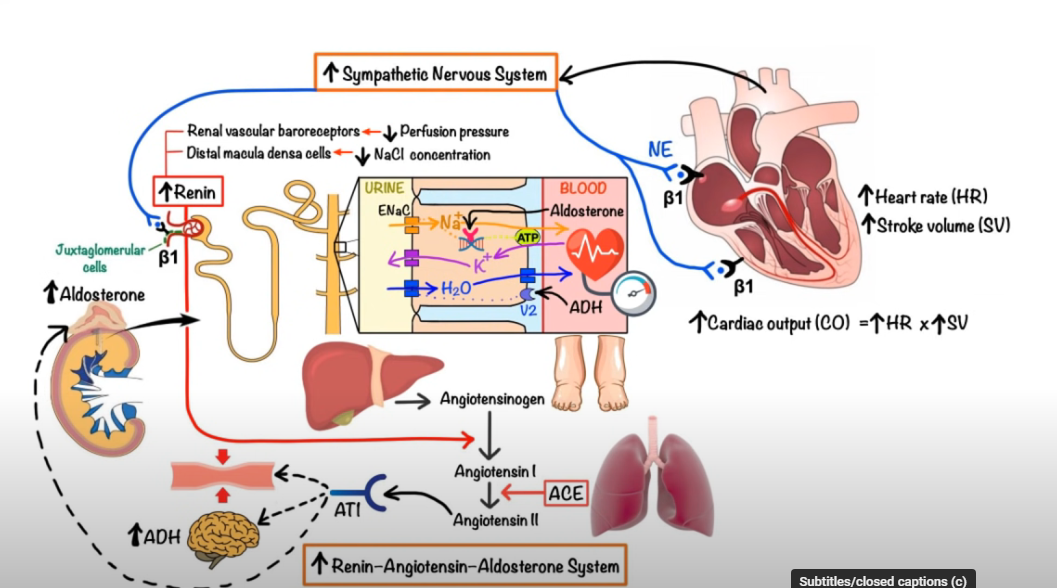 ↑Sympathetic Nervous System
Renal vascular baroreceptors ← ↓ Perfusion pressure
Distal macula densa cells ← ↓ NaCl concentration
↑Renin
Juxtaglomerular
cells
β1
↑Aldosterone
URINE
BLOOD
ENaC
Na+
Aldosterone
ATP
K+
H2O
V2
ADH
NE
β1
β1
↑Heart rate (HR)
↑Stroke volume (SV)
↑Cardiac output (CO) =↑HR x↑SV
Angiotensinogen
Angiotensin I
ACE
Angiotensin II
AT1
↑ADH
↑Renin-Angiotensin-Aldosterone System
Subtitles/closed captions (c)